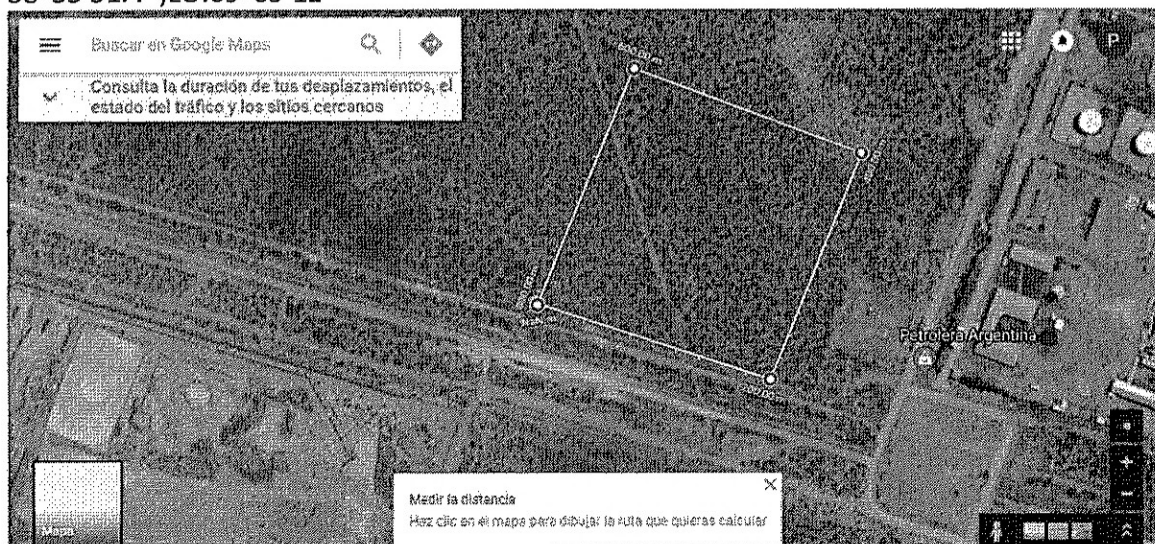 Buscar en Google Maps
P
Consulta la duración de tus desplazamientos, el
estado del tráfico y los sitios cercanos
Petrolera Argentina
Mapa
Medir la distancia
Haz clic en el mapa para dibujar la ruta que quieras calcular